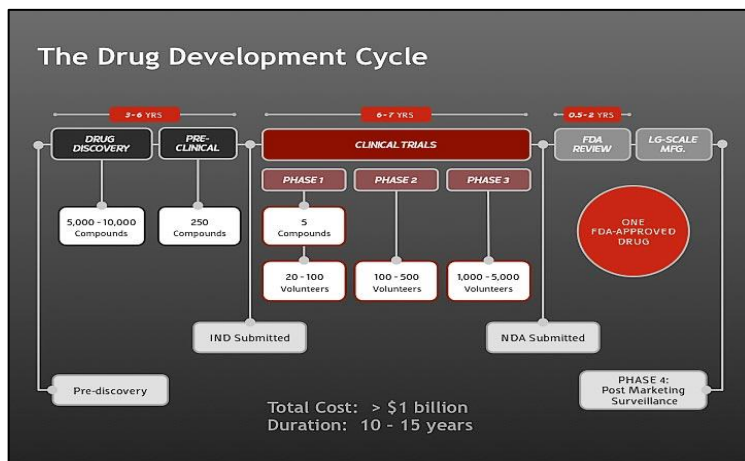 The Drug Development Cycle
3-6 YRS
6-7 YRS
0.5-2 YRS
DRUG
DISCOVERY
PRE-
CLINICAL
CLINICAL TRIALS
FDA
REVIEW
LG-SCALE
MFG.
PHASE 1
PHASE 2
PHASE 3
5,000 - 10,000
Compounds
250
Compounds
5
Compounds
ONE
FDA-APPROVED
DRUG
20 - 100
Volunteers
100 - 500
Volunteers
1,000 - 5,000
Volunteers
IND Submitted
NDA Submitted
Pre-discovery
PHASE 4:
Post Marketing
Surveillance
Total Cost: > $1 billion
Duration: 10 - 15 years